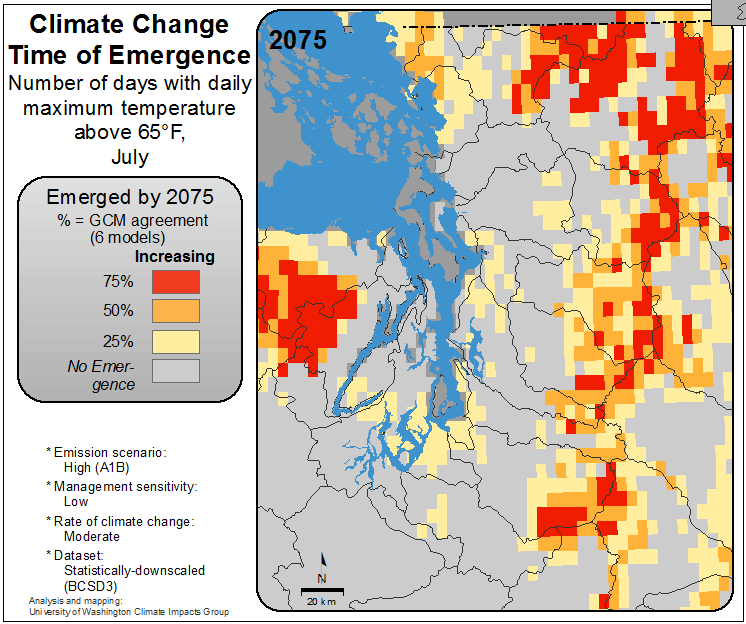 Climate Change
Time of Emergence
Number of days with daily
maximum temperature
above 65°F,
July
Emerged by 2075
% = GCM agreement
(6 models)
Increasing
75%
50%
25%
No Emer-
gence
* Emission scenario:
High (A1B)
* Management sensitivity:
Low
* Rate of climate change:
Moderate
* Dataset:
Statistically-downscaled
(BCSD3)
Analysis and mapping:
University of Washington Climate Impacts Group
2075
N
20 km